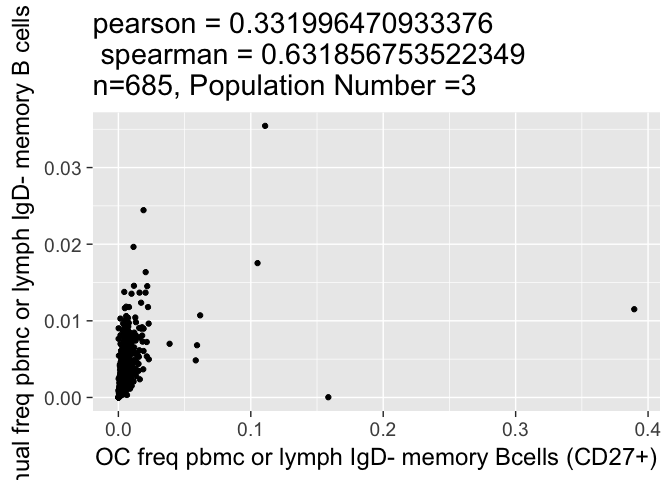 pearson = 0.331996470933376
spearman = 0.631856753522349
n=685, Population Number =3
freq pbmc or lymph IgD- memory B cells
0.03
0.02
0.01
0.00
0.0 0.1 0.2 0.3 0.4
OC freq pbmc or lymph IgD- memory Bcells (CD27+)